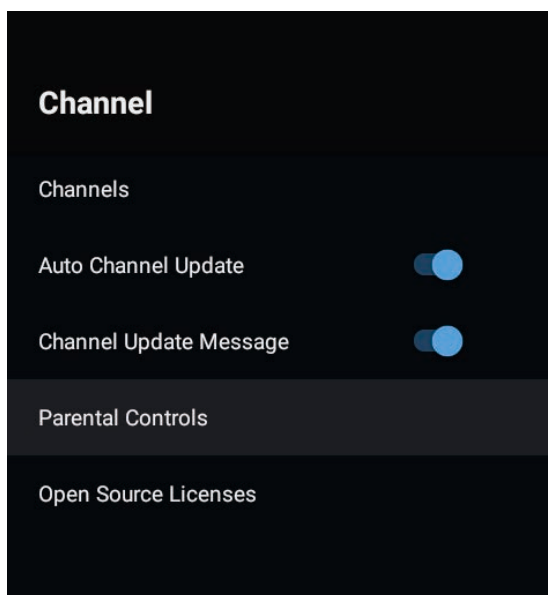 Channel
Channels
Auto Channel Update
Channel Update Message
Parental Controls
Open Source Licenses